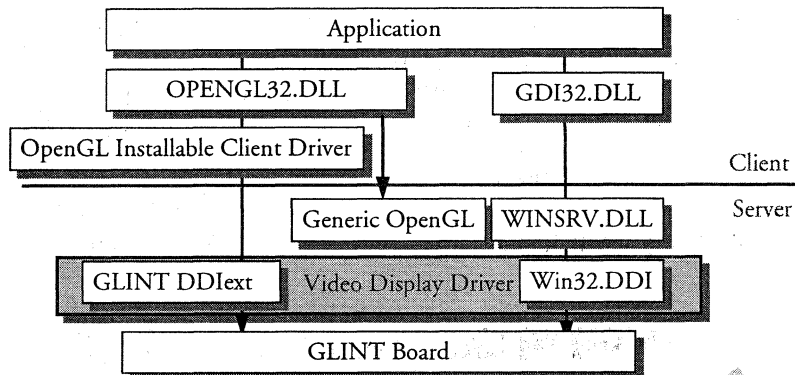 Application
OPENGL32.DLL
GDI32.DLL
OpenGL Installable Client Driver
Client
Server
Generic OpenGL
WINSRV.DLL
GLINT DDIext
Video Display Driver
Win32.DDI
GLINT Board